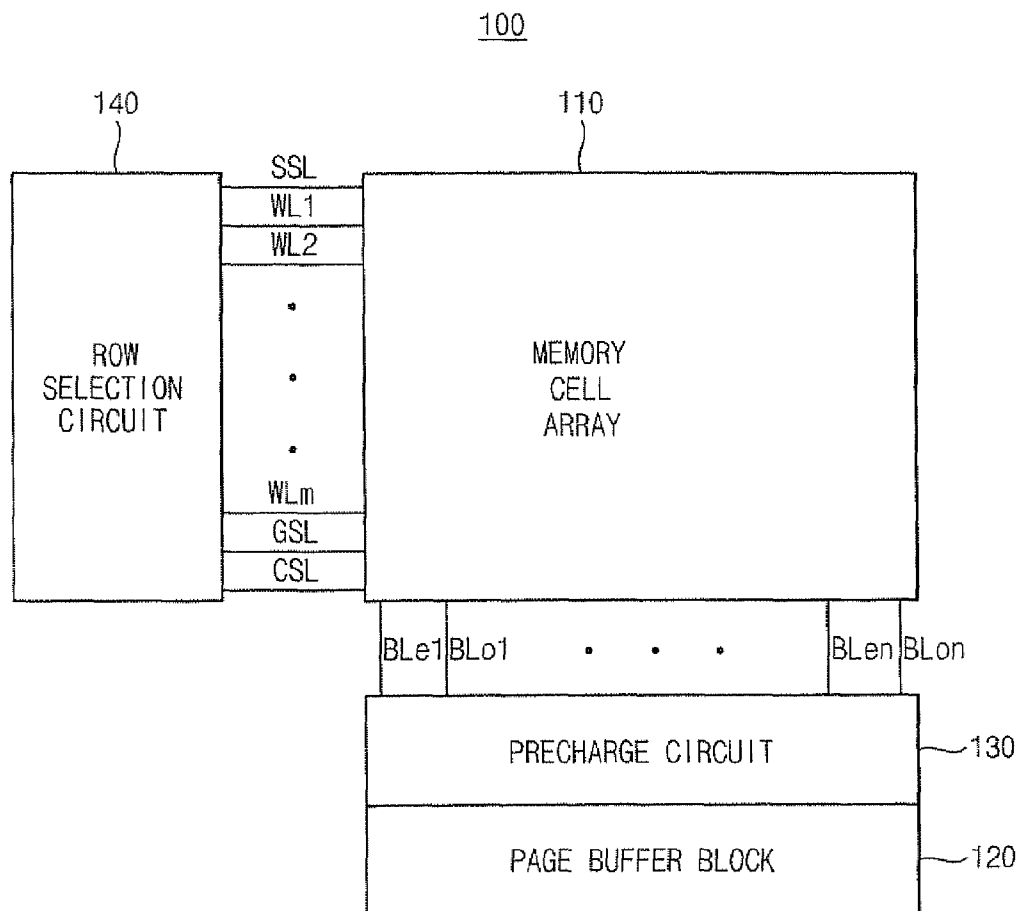 100
140
110
SSL
WL1
WL2
ROW
SELECTION
CIRCUIT
MEMORY
CELL
ARRAY
WLm
GSL
CSL
BLe1 BLo1 BLen BLon
PRECHARGE CIRCUIT
130
PAGE BUFFER BLOCK
120